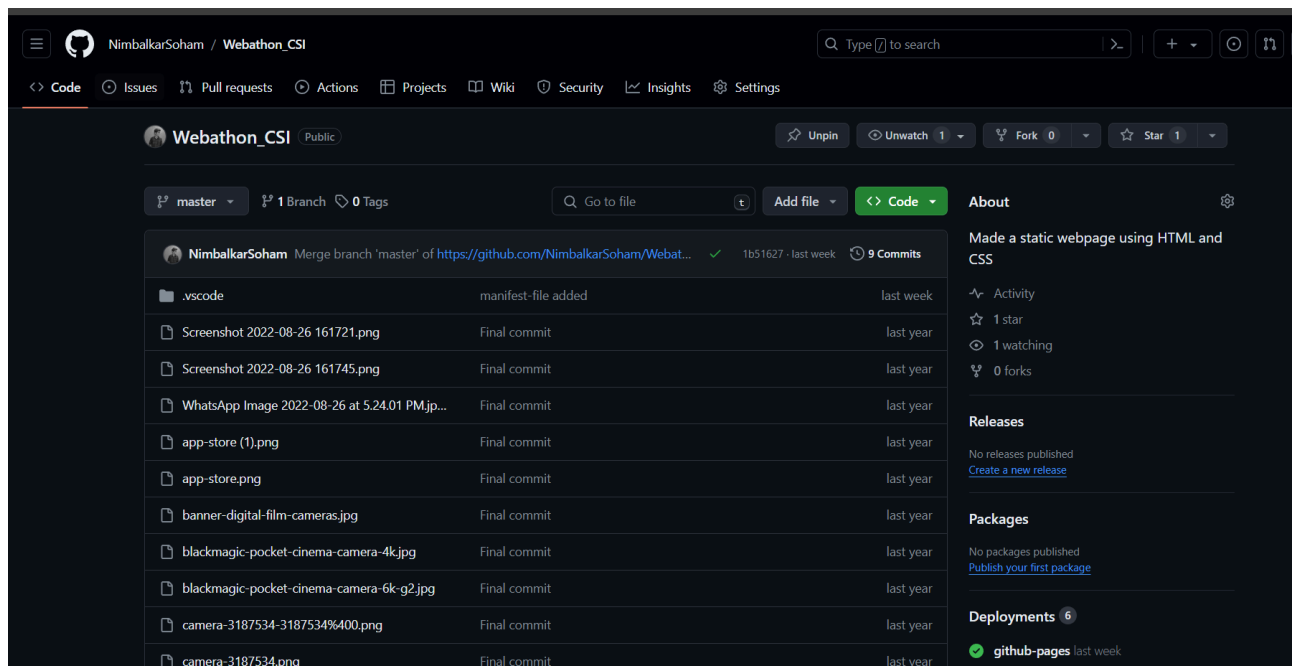 NimbalkarSoham / Webathon_CSI
Type / to search
Code Issues Pull requests Actions Projects Wiki Security Insights Settings
Webathon_CSI Public
Unpin Unwatch 1 Fork 0 Star 1
master 1 Branch 0 Tags Go to file t Add file Code
NimbalkarSoham Merge branch 'master' of https://github.com/NimbalkarSoham/Webat... 1b51627 · last week 9 Commits
.vscode manifest-file added last week
Screenshot 2022-08-26 161721.png Final commit last year
Screenshot 2022-08-26 161745.png Final commit last year
WhatsApp Image 2022-08-26 at 5.24.01 PM.jp... Final commit last year
app-store (1).png Final commit last year
app-store.png Final commit last year
banner-digital-film-cameras.jpg Final commit last year
blackmagic-pocket-cinema-camera-4k.jpg Final commit last year
blackmagic-pocket-cinema-camera-6k-g2.jpg Final commit last year
camera-3187534-3187534%400.png Final commit last year
camera-3187534.png Final commit last year
About
Made a static webpage using HTML and
CSS
Activity
1 star
1 watching
0 forks
Releases
No releases published
Create a new release
Packages
No packages published
Publish your first package
Deployments 6
github-pages last week